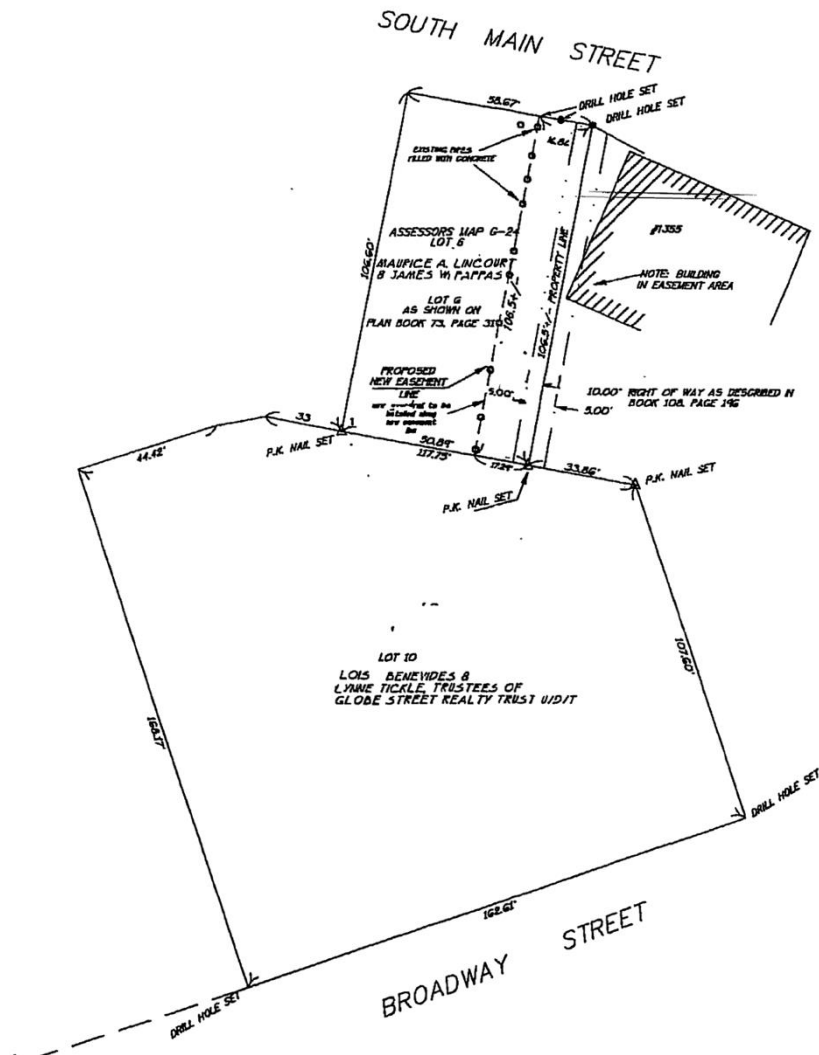 SOUTH MAIN STREET
58.67'
DRILL HOLE SET
DRILL HOLE SET
EXISTING PIPES
FILLED WITH CONCRETE
106.60'
ASSESSORS MAP G-24
LOT 6
MAURICE A. LINCOURT
& JAMES W. PAPPAS
LOT G
AS SHOWN ON
PLAN BOOK 73, PAGE 31
106.5+/-
106.5+/- PROPERTY LINE
#1355
NOTE: BUILDING
IN EASEMENT AREA
PROPOSED
NEW EASEMENT
LINE
5.00'
10.00' RIGHT OF WAY AS DESCRIBED IN
BOOK 108, PAGE 196
5.00'
33
44.42'
P.K. NAIL SET
50.89'
117.75'
17.29'
33.86'
P.K. NAIL SET
P.K. NAIL SET
LOT 10
LOIS BENEVIDES &
LYNNE TICKLE, TRUSTEES OF
GLOBE STREET REALTY TRUST U/D/T
107.60'
168.17'
DRILL HOLE SET
162.61'
BROADWAY STREET
DRILL HOLE SET